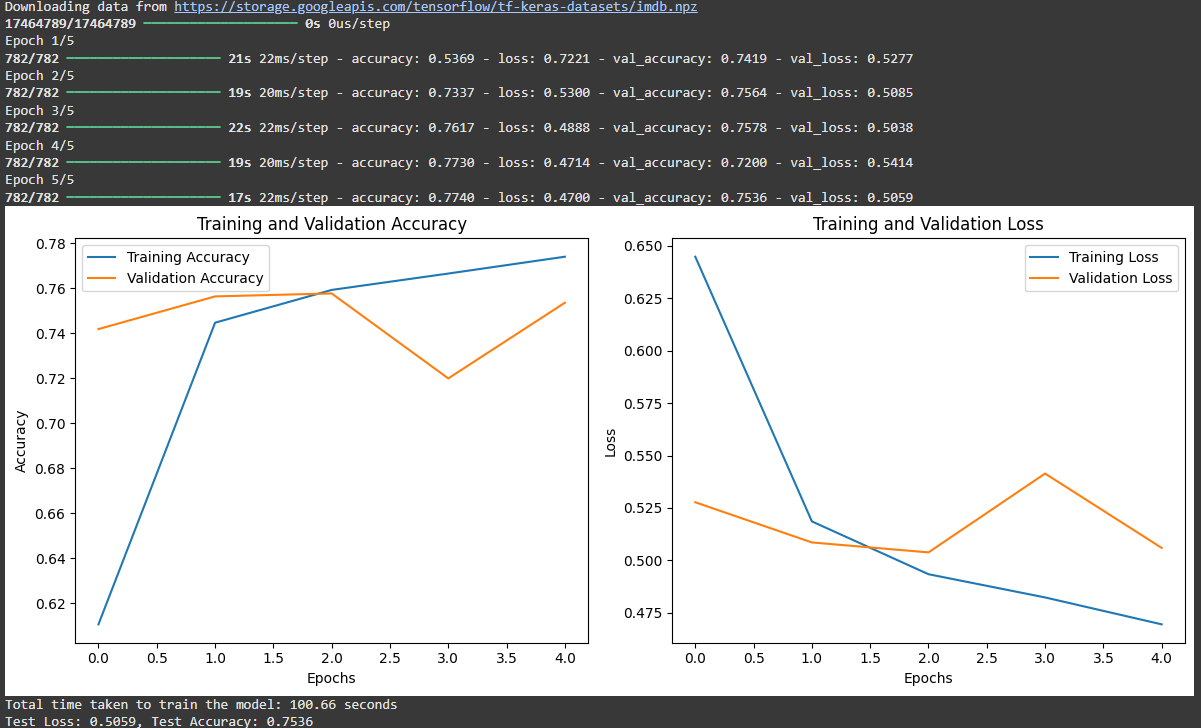 Downloading data from https://storage.googleapis.com/tensorflow/tf-keras-datasets/imdb.npz
17464789/17464789 ━━━━━━━━━━━━━━━━━━━━ 0s 0us/step
Epoch 1/5
782/782 ━━━━━━━━━━━━━━━━━━━━ 21s 22ms/step - accuracy: 0.5369 - loss: 0.7221 - val_accuracy: 0.7419 - val_loss: 0.5277
Epoch 2/5
782/782 ━━━━━━━━━━━━━━━━━━━━ 19s 20ms/step - accuracy: 0.7337 - loss: 0.5300 - val_accuracy: 0.7564 - val_loss: 0.5085
Epoch 3/5
782/782 ━━━━━━━━━━━━━━━━━━━━ 22s 22ms/step - accuracy: 0.7617 - loss: 0.4888 - val_accuracy: 0.7578 - val_loss: 0.5038
Epoch 4/5
782/782 ━━━━━━━━━━━━━━━━━━━━ 19s 20ms/step - accuracy: 0.7730 - loss: 0.4714 - val_accuracy: 0.7200 - val_loss: 0.5414
Epoch 5/5
782/782 ━━━━━━━━━━━━━━━━━━━━ 17s 22ms/step - accuracy: 0.7740 - loss: 0.4700 - val_accuracy: 0.7536 - val_loss: 0.5059
Training and Validation Accuracy
Training Accuracy
Validation Accuracy
0.78
0.76
0.74
0.72
0.70
0.68
0.66
0.64
0.62
Accuracy
0.0 0.5 1.0 1.5 2.0 2.5 3.0 3.5 4.0
Epochs
Training and Validation Loss
Training Loss
Validation Loss
0.650
0.625
0.600
0.575
0.550
0.525
0.500
0.475
Loss
0.0 0.5 1.0 1.5 2.0 2.5 3.0 3.5 4.0
Epochs
Total time taken to train the model: 100.66 seconds
Test Loss: 0.5059, Test Accuracy: 0.7536